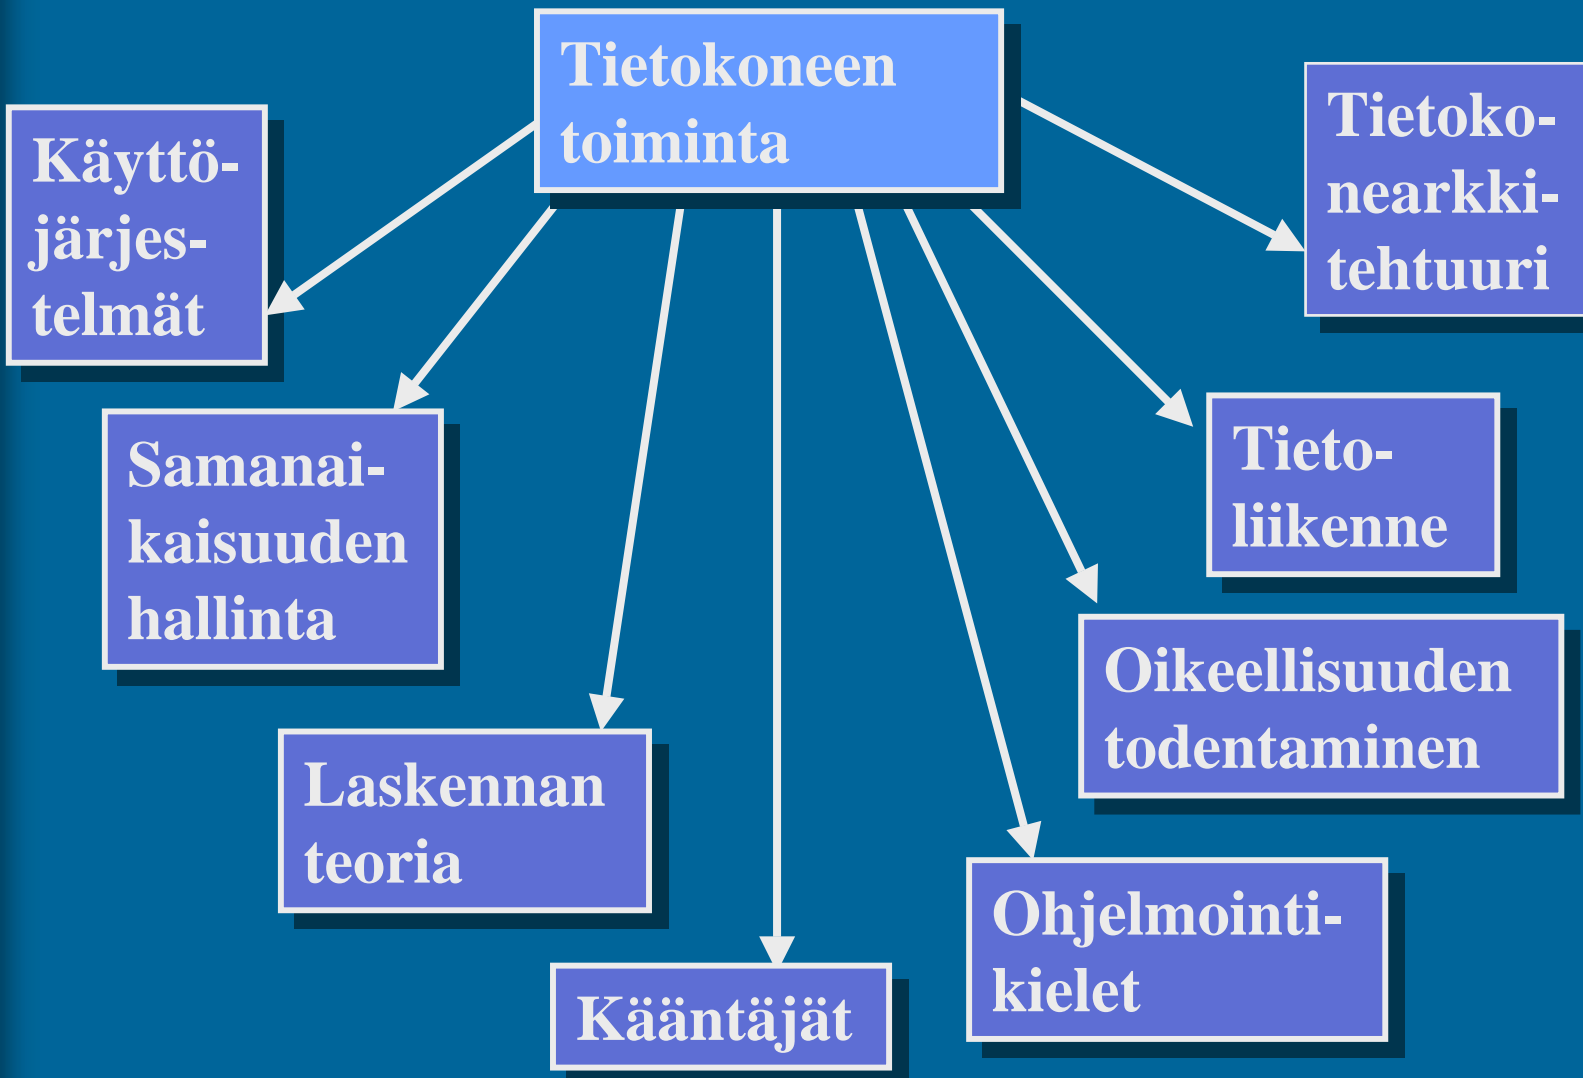 Tietokoneen
toiminta
Käyttö-
järjes-
telmät
Tietoko-
nearkki-
tehtuuri
Samanai-
kaisuuden
hallinta
Tieto-
liikenne
Oikeellisuuden
todentaminen
Laskennan
teoria
Ohjelmointi-
kielet
Kääntäjät